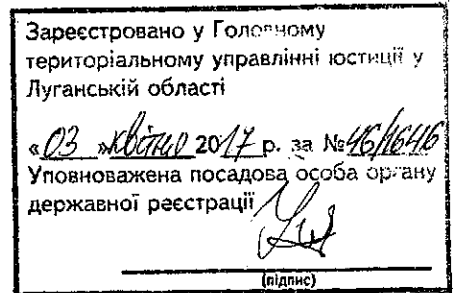 Зареєстровано у Головному
територіальному управлінні юстиції у
Луганській області
«03 » квітня 2017 р. за №46/1646
Уповноважена посадова особа органу
державної реєстрації
(підпис)